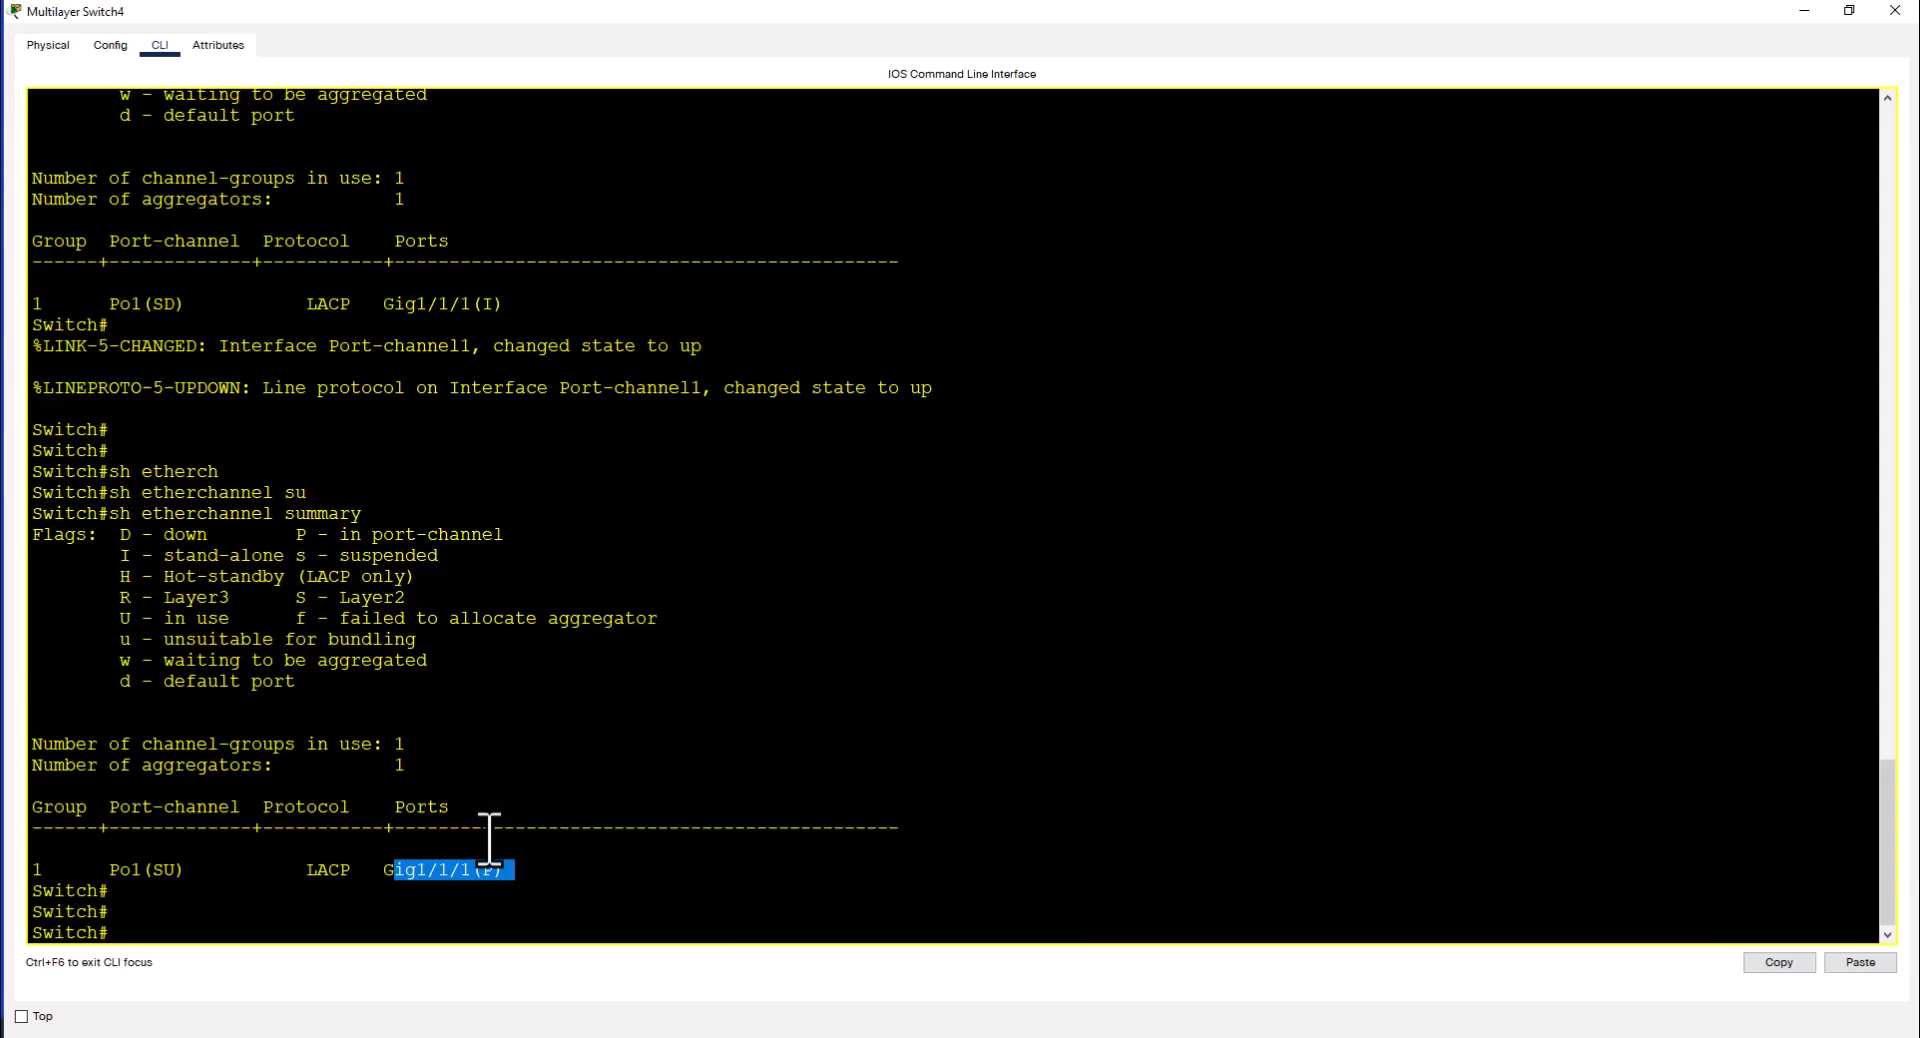 Multilayer Switch4
Physical Config CLI Attributes
IOS Command Line Interface
w - waiting to be aggregated
d - default port
Number of channel-groups in use: 1
Number of aggregators: 1
Group Port-channel Protocol Ports
------+-------------+-----------+----------------------------------------------
1 Po1(SD) LACP Gig1/1/1(I)
Switch#
%LINK-5-CHANGED: Interface Port-channel1, changed state to up
%LINEPROTO-5-UPDOWN: Line protocol on Interface Port-channel1, changed state to up
Switch#
Switch#
Switch#sh etherch
Switch#sh etherchannel su
Switch#sh etherchannel summary
Flags: D - down P - in port-channel
I - stand-alone s - suspended
H - Hot-standby (LACP only)
R - Layer3 S - Layer2
U - in use f - failed to allocate aggregator
u - unsuitable for bundling
w - waiting to be aggregated
d - default port
Number of channel-groups in use: 1
Number of aggregators: 1
Group Port-channel Protocol Ports
------+-------------+-----------+----------------------------------------------
1 Po1(SU) LACP Gig1/1/1(P)
Switch#
Switch#
Switch#
Ctrl+F6 to exit CLI focus
Copy Paste
Top